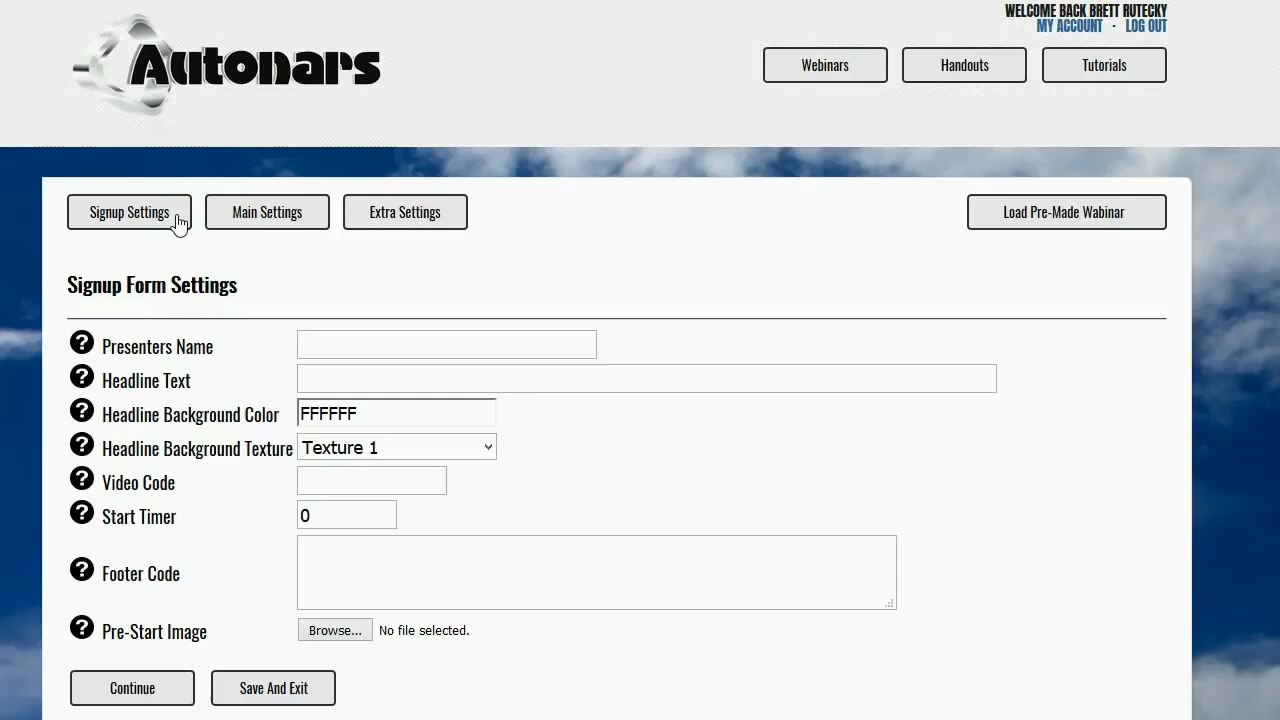 WELCOME BACK BRETT RUTECKY
MY ACCOUNT - LOG OUT
Autonars
Webinars
Handouts
Tutorials
Signup Settings
Main Settings
Extra Settings
Load Pre-Made Wabinar
Signup Form Settings
? Presenters Name
? Headline Text
? Headline Background Color FFFFFF
? Headline Background Texture Texture 1
? Video Code
? Start Timer 0
? Footer Code
? Pre-Start Image Browse... No file selected.
Continue
Save And Exit